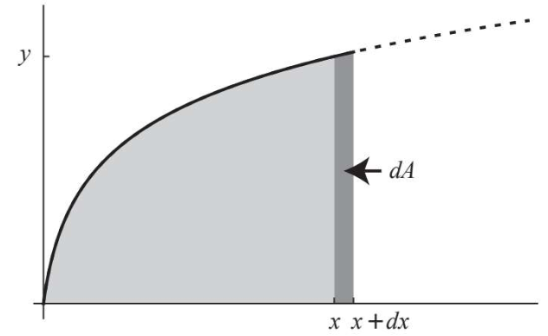 y
dA
x x + dx